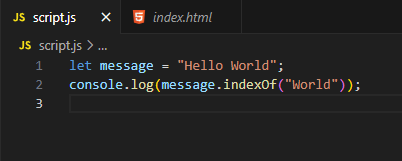 JS script.js ×
5 index.html
JS script.js > ...
1 let message = "Hello World";
2 console.log(message.indexOf("World"));
3